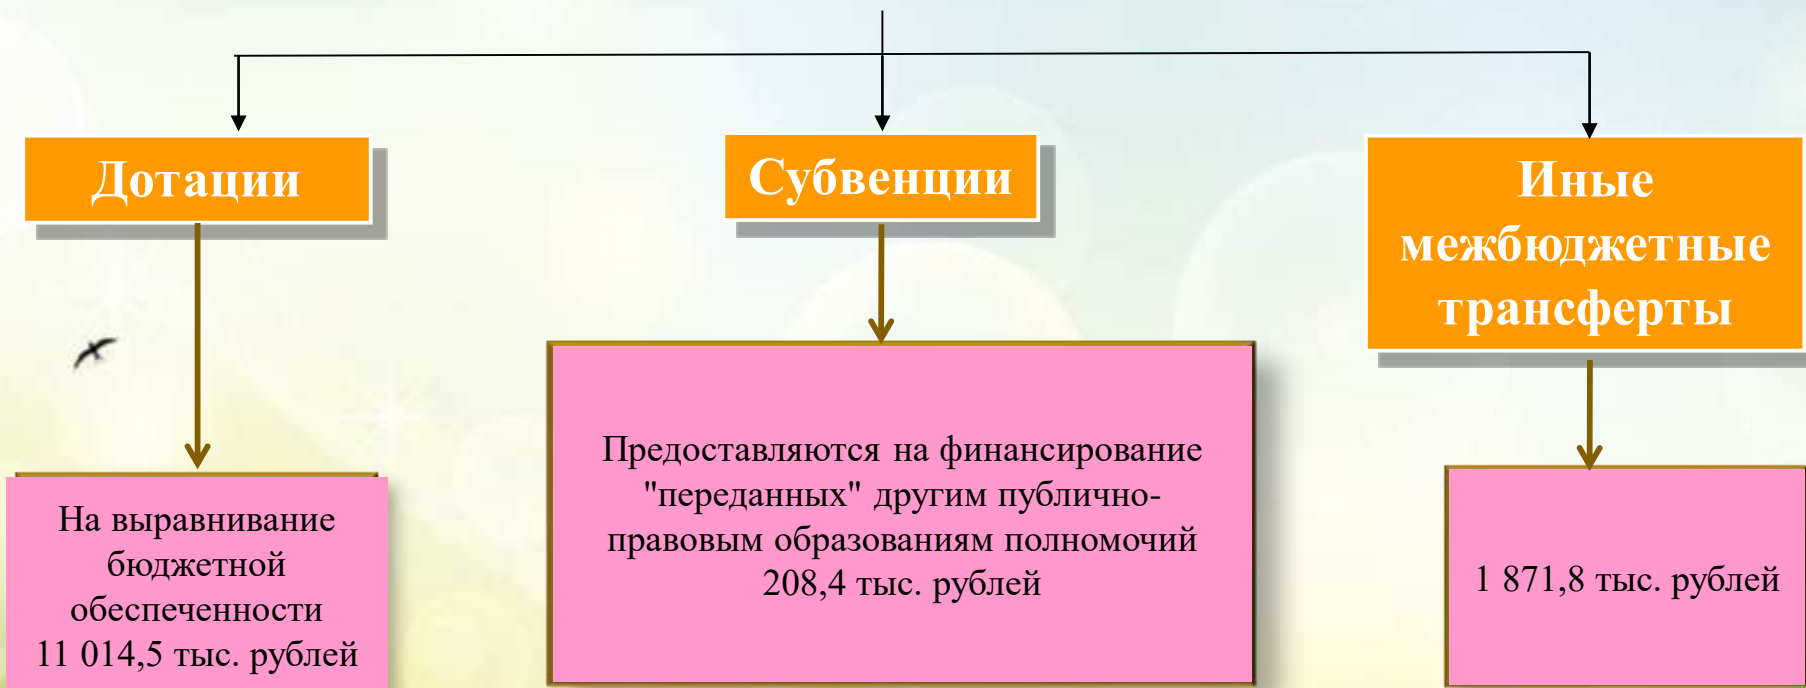 Дотации
На выравнивание
бюджетной
обеспеченности
11 014,5 тыс. рублей
Субвенции
Предоставляются на финансирование
"переданных" другим публично-
правовым образованиям полномочий
208,4 тыс. рублей
Иные
межбюджетные
трансферты
1 871,8 тыс. рублей